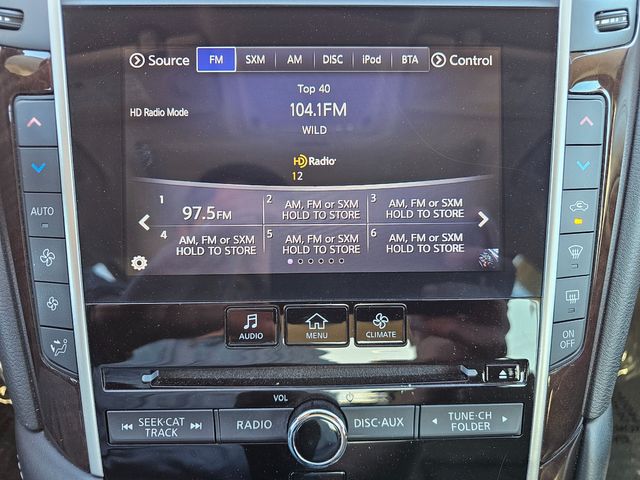 Source FM SXM AM DISC iPod BTA Control
Top 40
HD Radio Mode
104.1FM
WILD
HD Radio
12
1 97.5FM
2 AM, FM or SXM
HOLD TO STORE
3 AM, FM or SXM
HOLD TO STORE
4 AM, FM or SXM
HOLD TO STORE
5 AM, FM or SXM
HOLD TO STORE
6 AM, FM or SXM
HOLD TO STORE
AUTO
ON
OFF
AUDIO
MENU
CLIMATE
VOL
SEEK·CAT
TRACK
RADIO
DISC·AUX
TUNE·CH
FOLDER